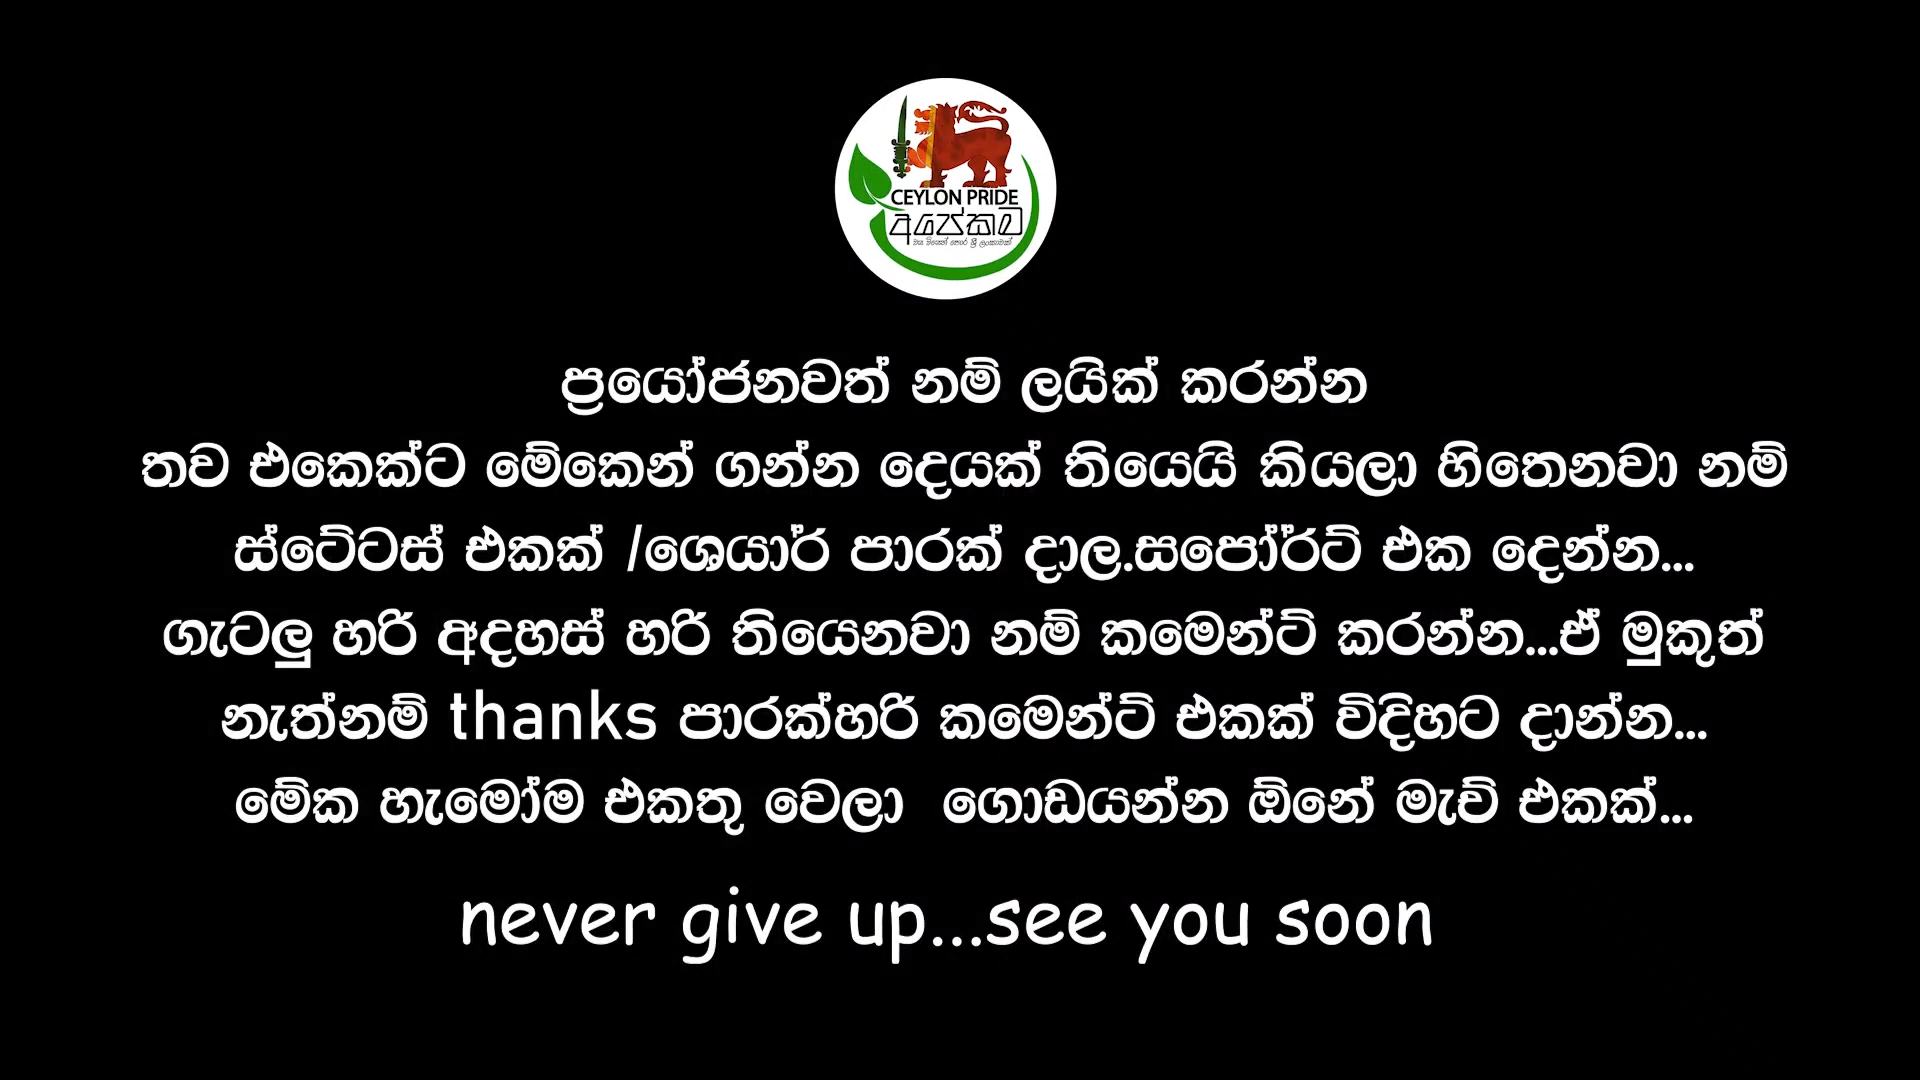 CEYLON PRIDE
අපේකම
ප්‍රයෝජනවත් නම් ලයික් කරන්න
තව එකෙක්ට මේකෙන් ගන්න දෙයක් තියෙයි කියලා හිතෙනවා නම්
ස්ටේටස් එකක් /ශෙයාර් පාරක් දාල.සපෝර්ට් එක දෙන්න...
ගැටලු හරි අදහස් හරි තියෙනවා නම් කමෙන්ට් කරන්න...ඒ මුකුත්
නැත්නම් thanks පාරක්හරි කමෙන්ට් එකක් විදිහට දාන්න...
මේක හැමෝම එකතු වෙලා ගොඩයන්න ඕනේ මැච් එකක්...
never give up...see you soon